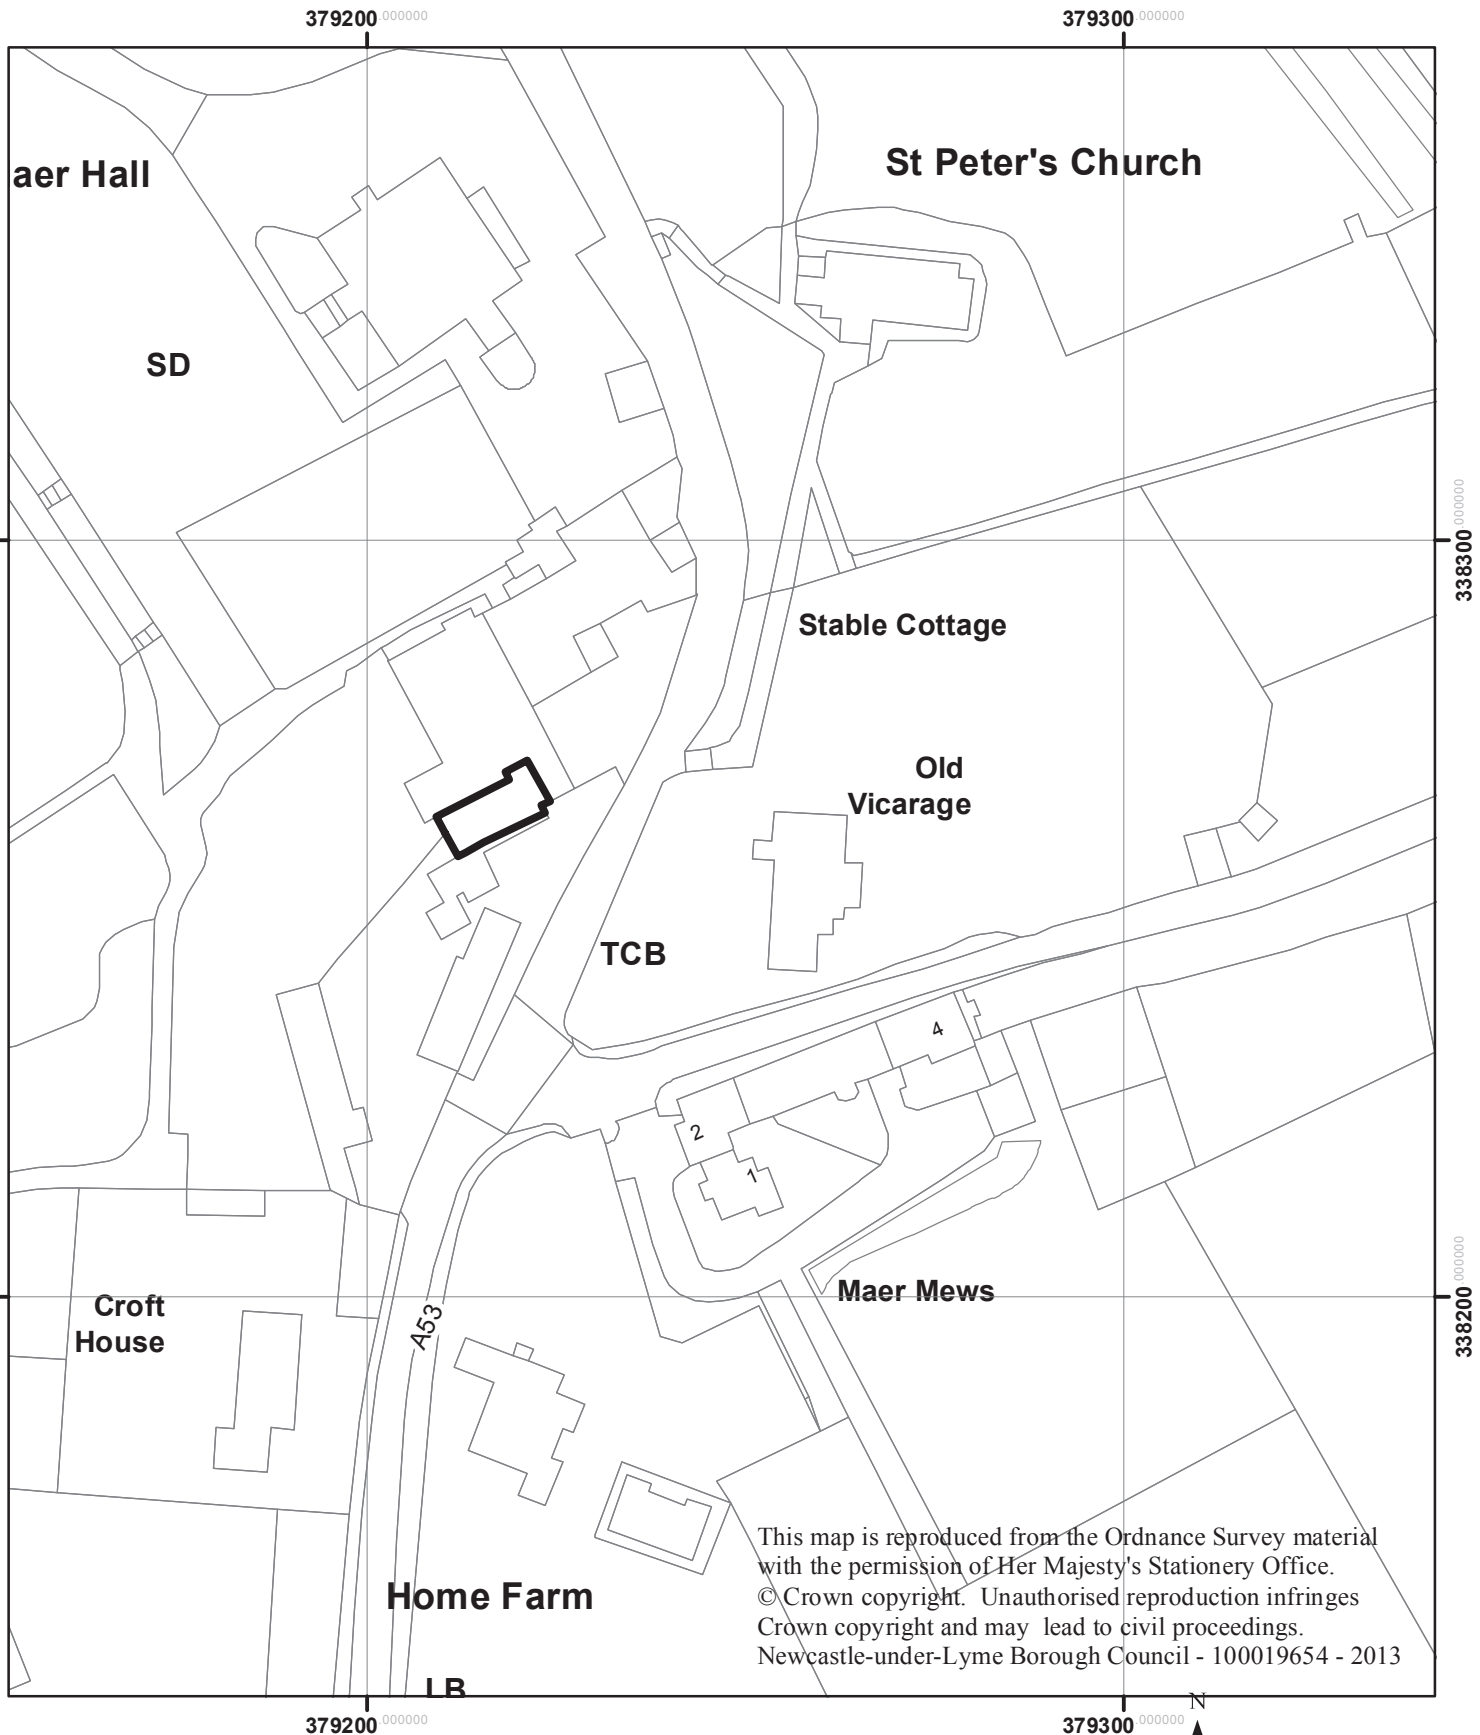 379200.000000
379300.000000
aer Hall
St Peter's Church
SD
338300.000000
Stable Cottage
Old
Vicarage
TCB
4
2
1
Maer Mews
338200.000000
Croft
House
A53
This map is reproduced from the Ordnance Survey material
with the permission of Her Majesty's Stationery Office.
© Crown copyright. Unauthorised reproduction infringes
Crown copyright and may lead to civil proceedings.
Newcastle-under-Lyme Borough Council - 100019654 - 2013
Home Farm
LB
N
379200.000000
379300.000000